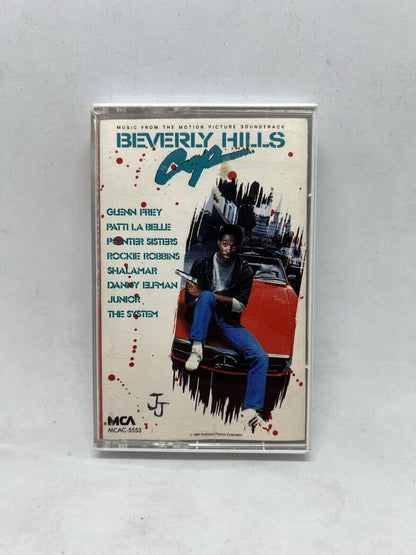 MUSIC FROM THE MOTION PICTURE SOUNDTRACK
BEVERLY HILLS
Cop
GLENN FREY
PATTI LA BELLE
POINTER SISTERS
ROCKIE ROBBINS
SHALAMAR
DANNY ELFMAN
JUNIOR
THE SYSTEM
JJ
MCA
MCAC-5553